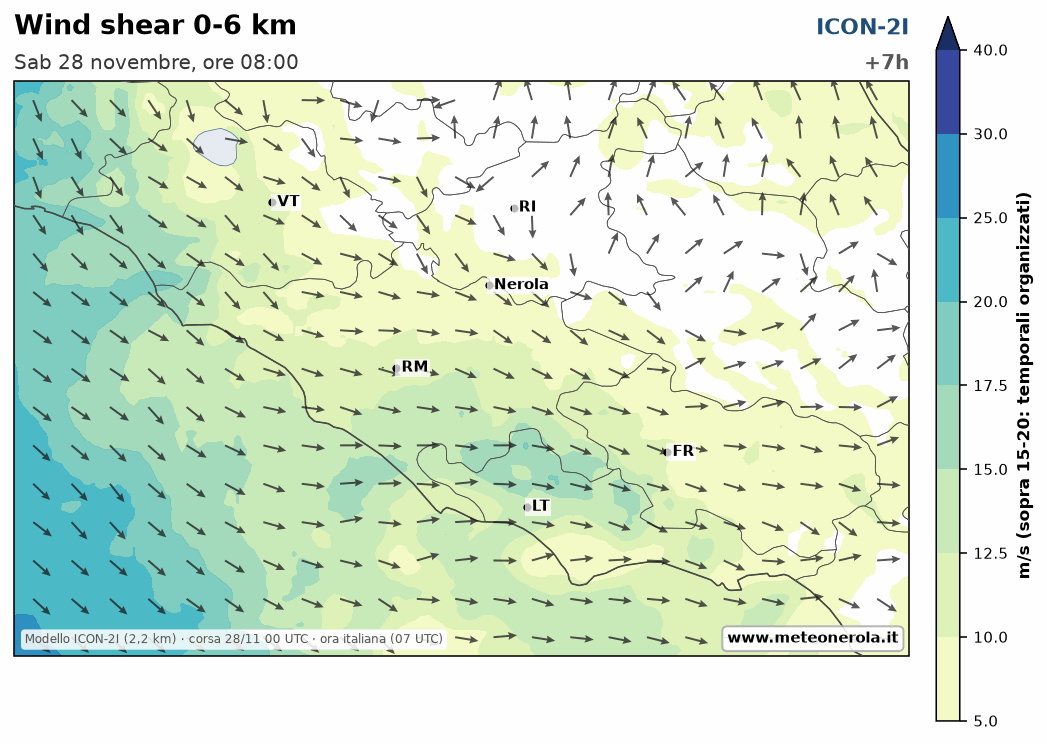 Wind shear 0-6 km
ICON-2I
Sab 28 novembre, ore 08:00
+7h
VT
RI
Nerola
RM
FR
LT
Modello ICON-2I (2,2 km) · corsa 28/11 00 UTC · ora italiana (07 UTC)
www.meteonerola.it
40.0
30.0
25.0
20.0
17.5
15.0
12.5
10.0
5.0
m/s (sopra 15-20: temporali organizzati)